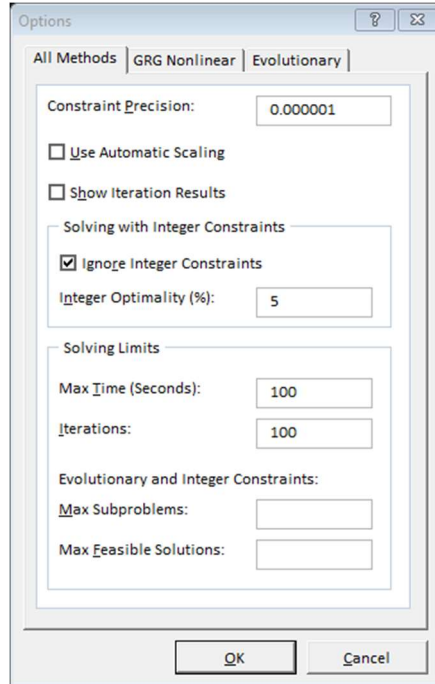 Options
All Methods GRG Nonlinear Evolutionary
Constraint Precision: 0.000001
Use Automatic Scaling
Show Iteration Results
Solving with Integer Constraints
Ignore Integer Constraints
Integer Optimality (%): 5
Solving Limits
Max Time (Seconds): 100
Iterations: 100
Evolutionary and Integer Constraints:
Max Subproblems:
Max Feasible Solutions:
OK Cancel